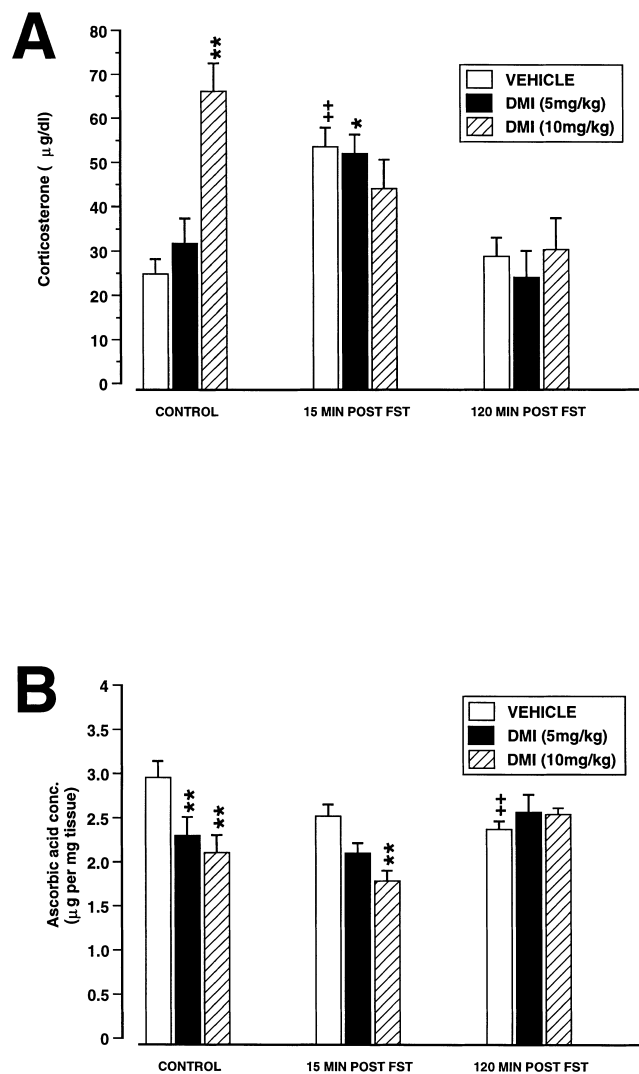 A
80
70
60
50
40
30
20
10
0
Corticosterone ( μg/dl)
**
++
*
VEHICLE
DMI (5mg/kg)
DMI (10mg/kg)
CONTROL
15 MIN POST FST
120 MIN POST FST
B
4
3.5
3.0
2.5
2.0
1.5
1.0
0.5
0
Ascorbic acid conc.
(μg per mg tissue)
**
**
**
++
VEHICLE
DMI (5mg/kg)
DMI (10mg/kg)
CONTROL
15 MIN POST FST
120 MIN POST FST